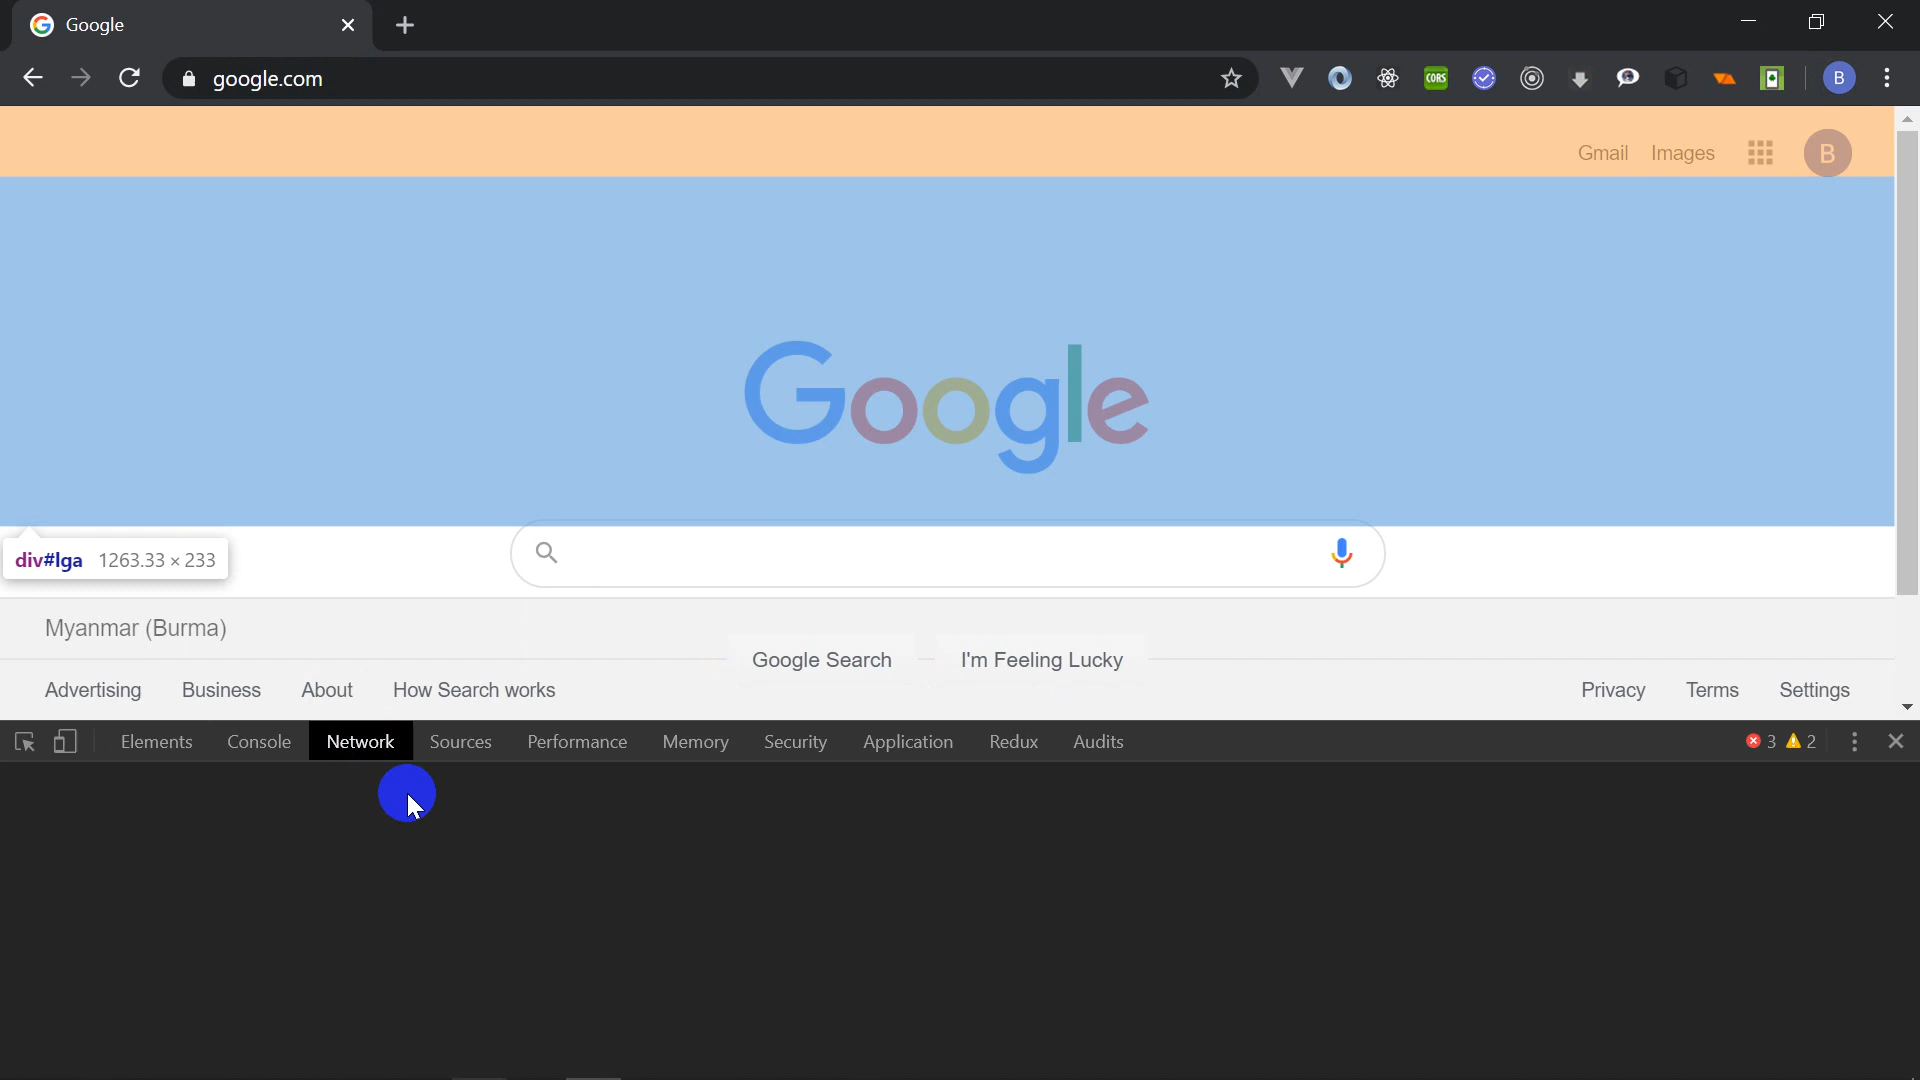 Google
google.com
CORS
B
Gmail Images B
Google
div#lga 1263.33 × 233
Myanmar (Burma)
Google Search I'm Feeling Lucky
Advertising Business About How Search works Privacy Terms Settings
Elements Console Network Sources Performance Memory Security Application Redux Audits 3 2